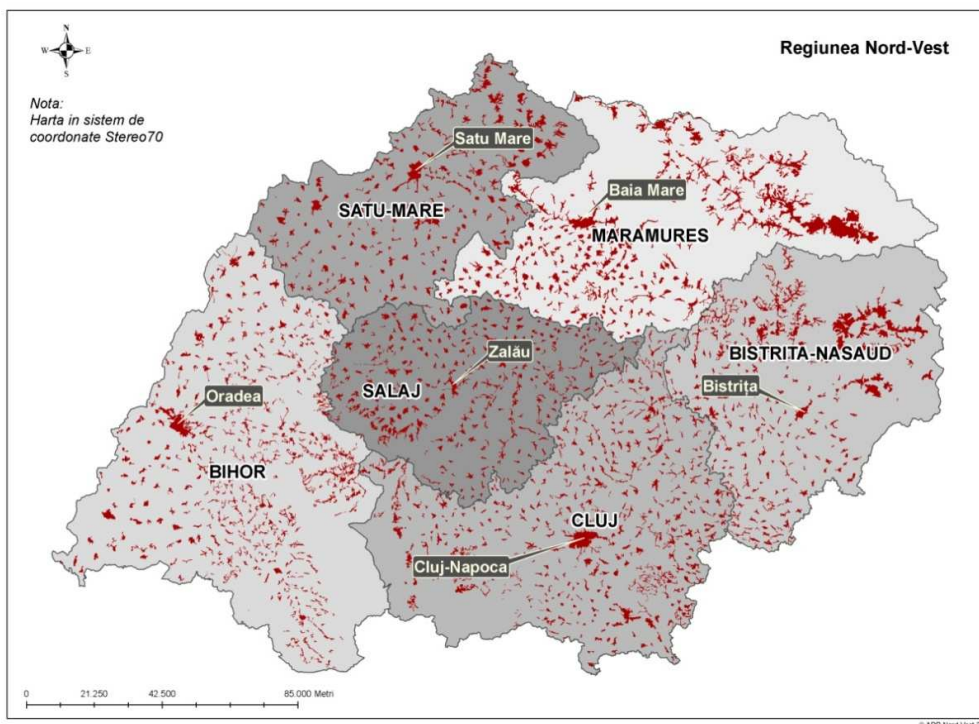 N
W E
S
Regiunea Nord-Vest
Nota:
Harta in sistem de
coordonate Stereo70
Satu Mare
Baia Mare
SATU-MARE
MARAMURES
Zalău
BISTRITA-NASAUD
Oradea
SALAJ
Bistrița
BIHOR
CLUJ
Cluj-Napoca
0 21.250 42.500 85.000 Metri